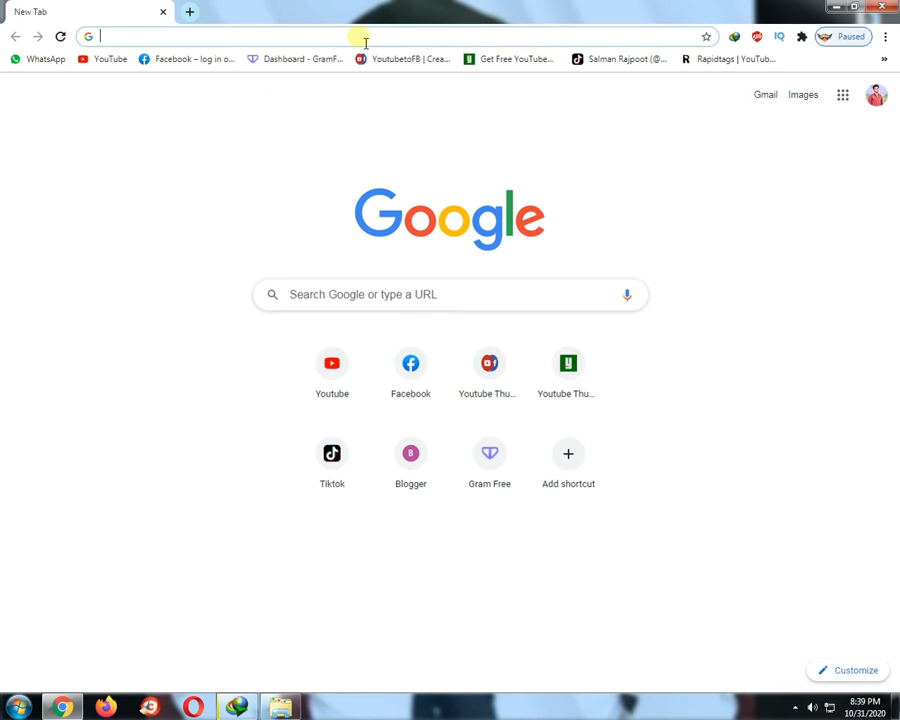 New Tab
Paused
WhatsApp YouTube Facebook – log in o... Dashboard - GramF... YoutubetoFB | Crea... Get Free YouTube... Salman Rajpoot (@... Rapidtags | YouTub... »
Gmail Images
Google
Search Google or type a URL
Youtube Facebook Youtube Thu... Youtube Thu...
Tiktok Blogger Gram Free Add shortcut
Customize
8:39 PM
10/31/2020